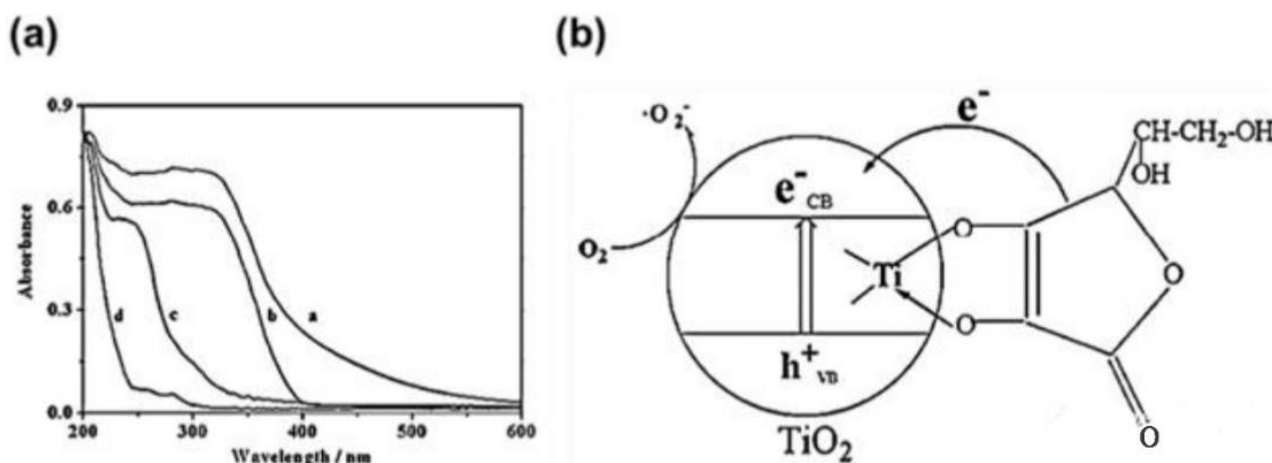 (a)
(b)
0.9
0.6
0.3
0.0
Absorbance
d
c
b
a
200
300
400
500
600
Wavelength / nm
·O₂⁻
O₂
e⁻
e⁻CB
h⁺VB
TiO₂
Ti
O
O
CH-CH₂-OH
OH
O
O